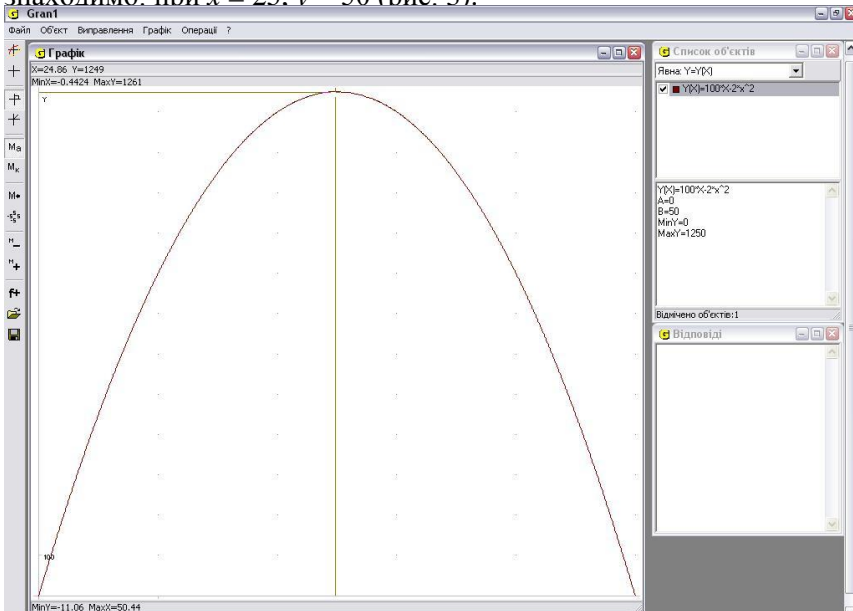 знаходимо: при x = 25, y = 50 (рис. 3).
Gran1
Файл Об'єкт Виправлення Графік Операції ?
Графік
X=24.86 Y=1249
MinX=-0.4424 MaxY=1261
Y
100
MinY=-11.06 MaxX=50.44
Список об'єктів
Явна: Y=Y(X)
Y(X)=100*X-2*x^2
Y(X)=100*X-2*x^2
A=0
B=50
MinY=0
MaxY=1250
Відмічено об'єктів:1
Відповіді